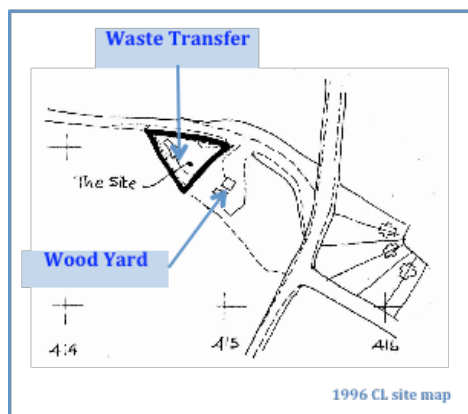 Waste Transfer
The Site
Wood Yard
414 415 416
1996 CL site map